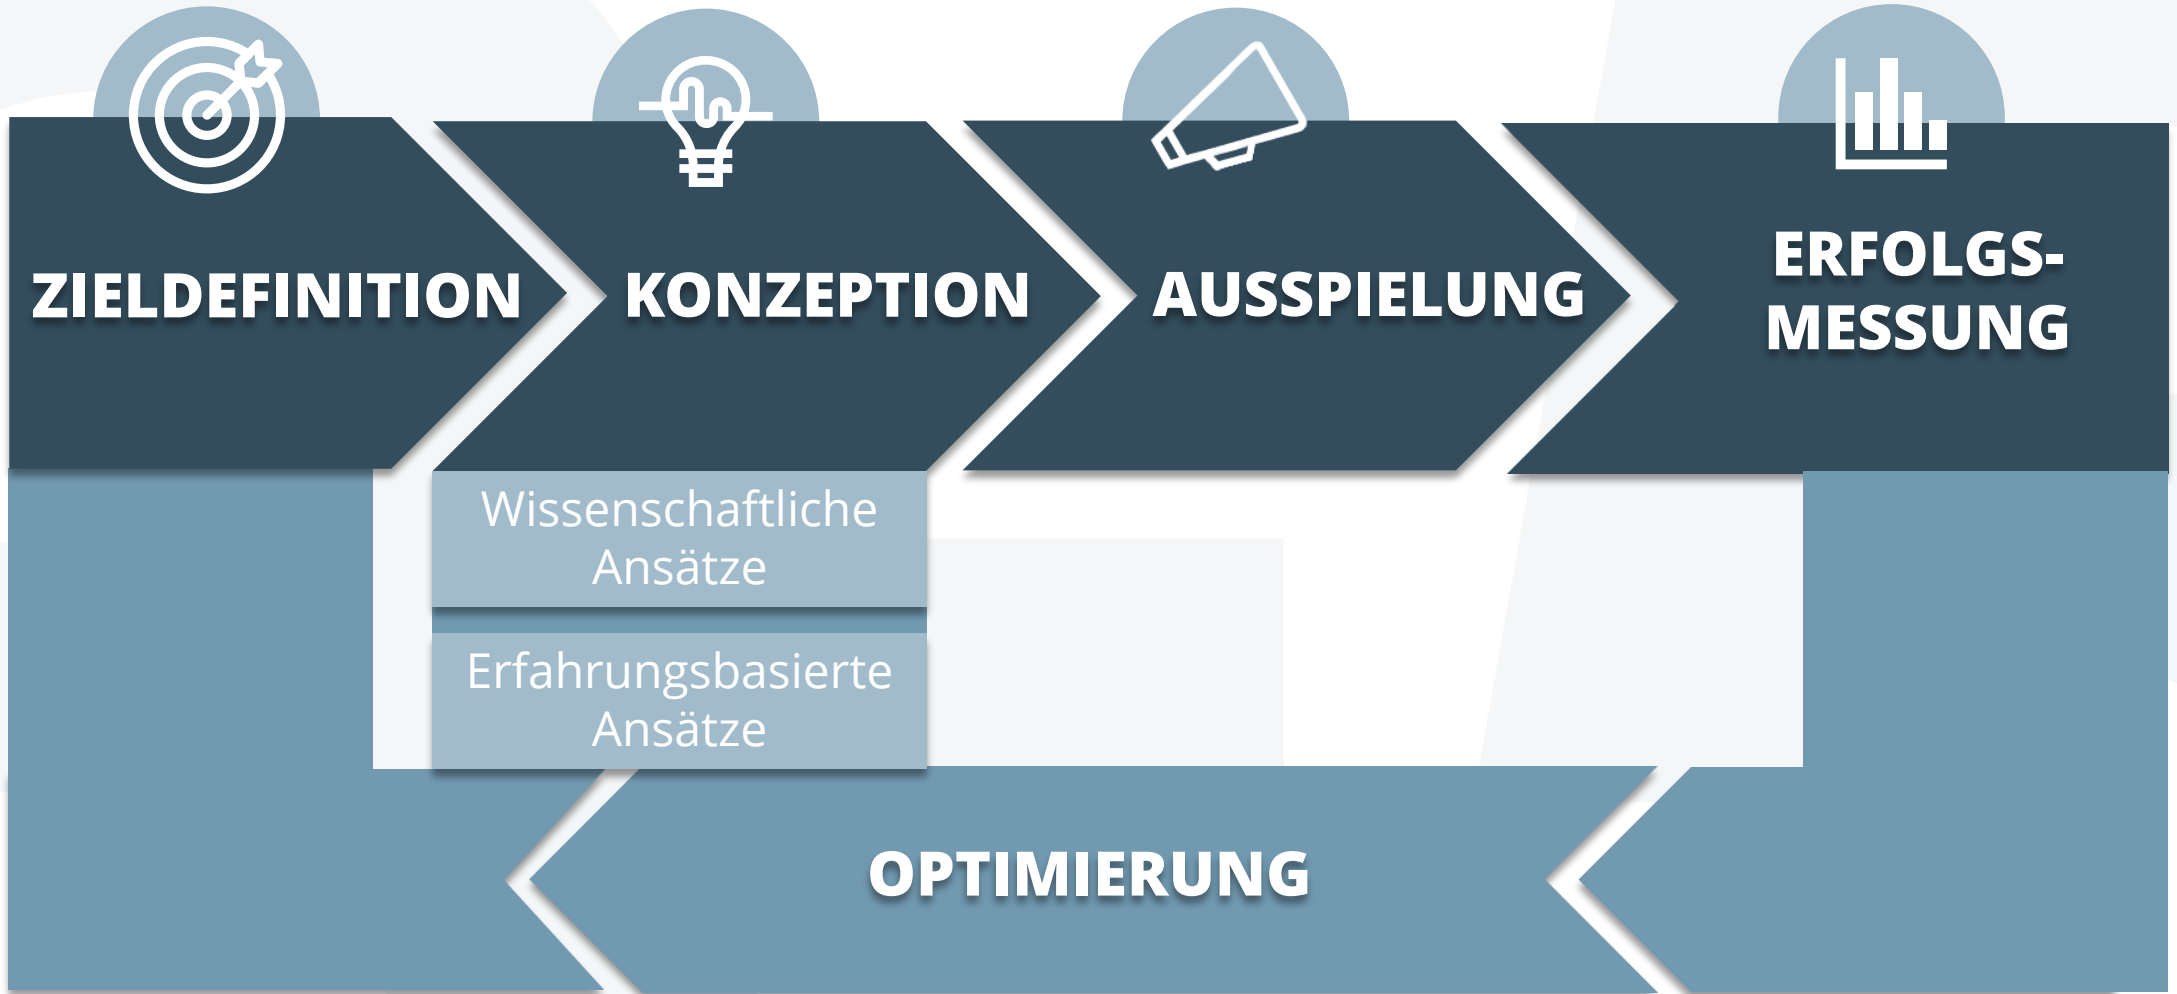 ZIELDEFINITION
KONZEPTION
AUSSPIELUNG
ERFOLGS-
MESSUNG
Wissenschaftliche
Ansätze
Erfahrungsbasierte
Ansätze
OPTIMIERUNG